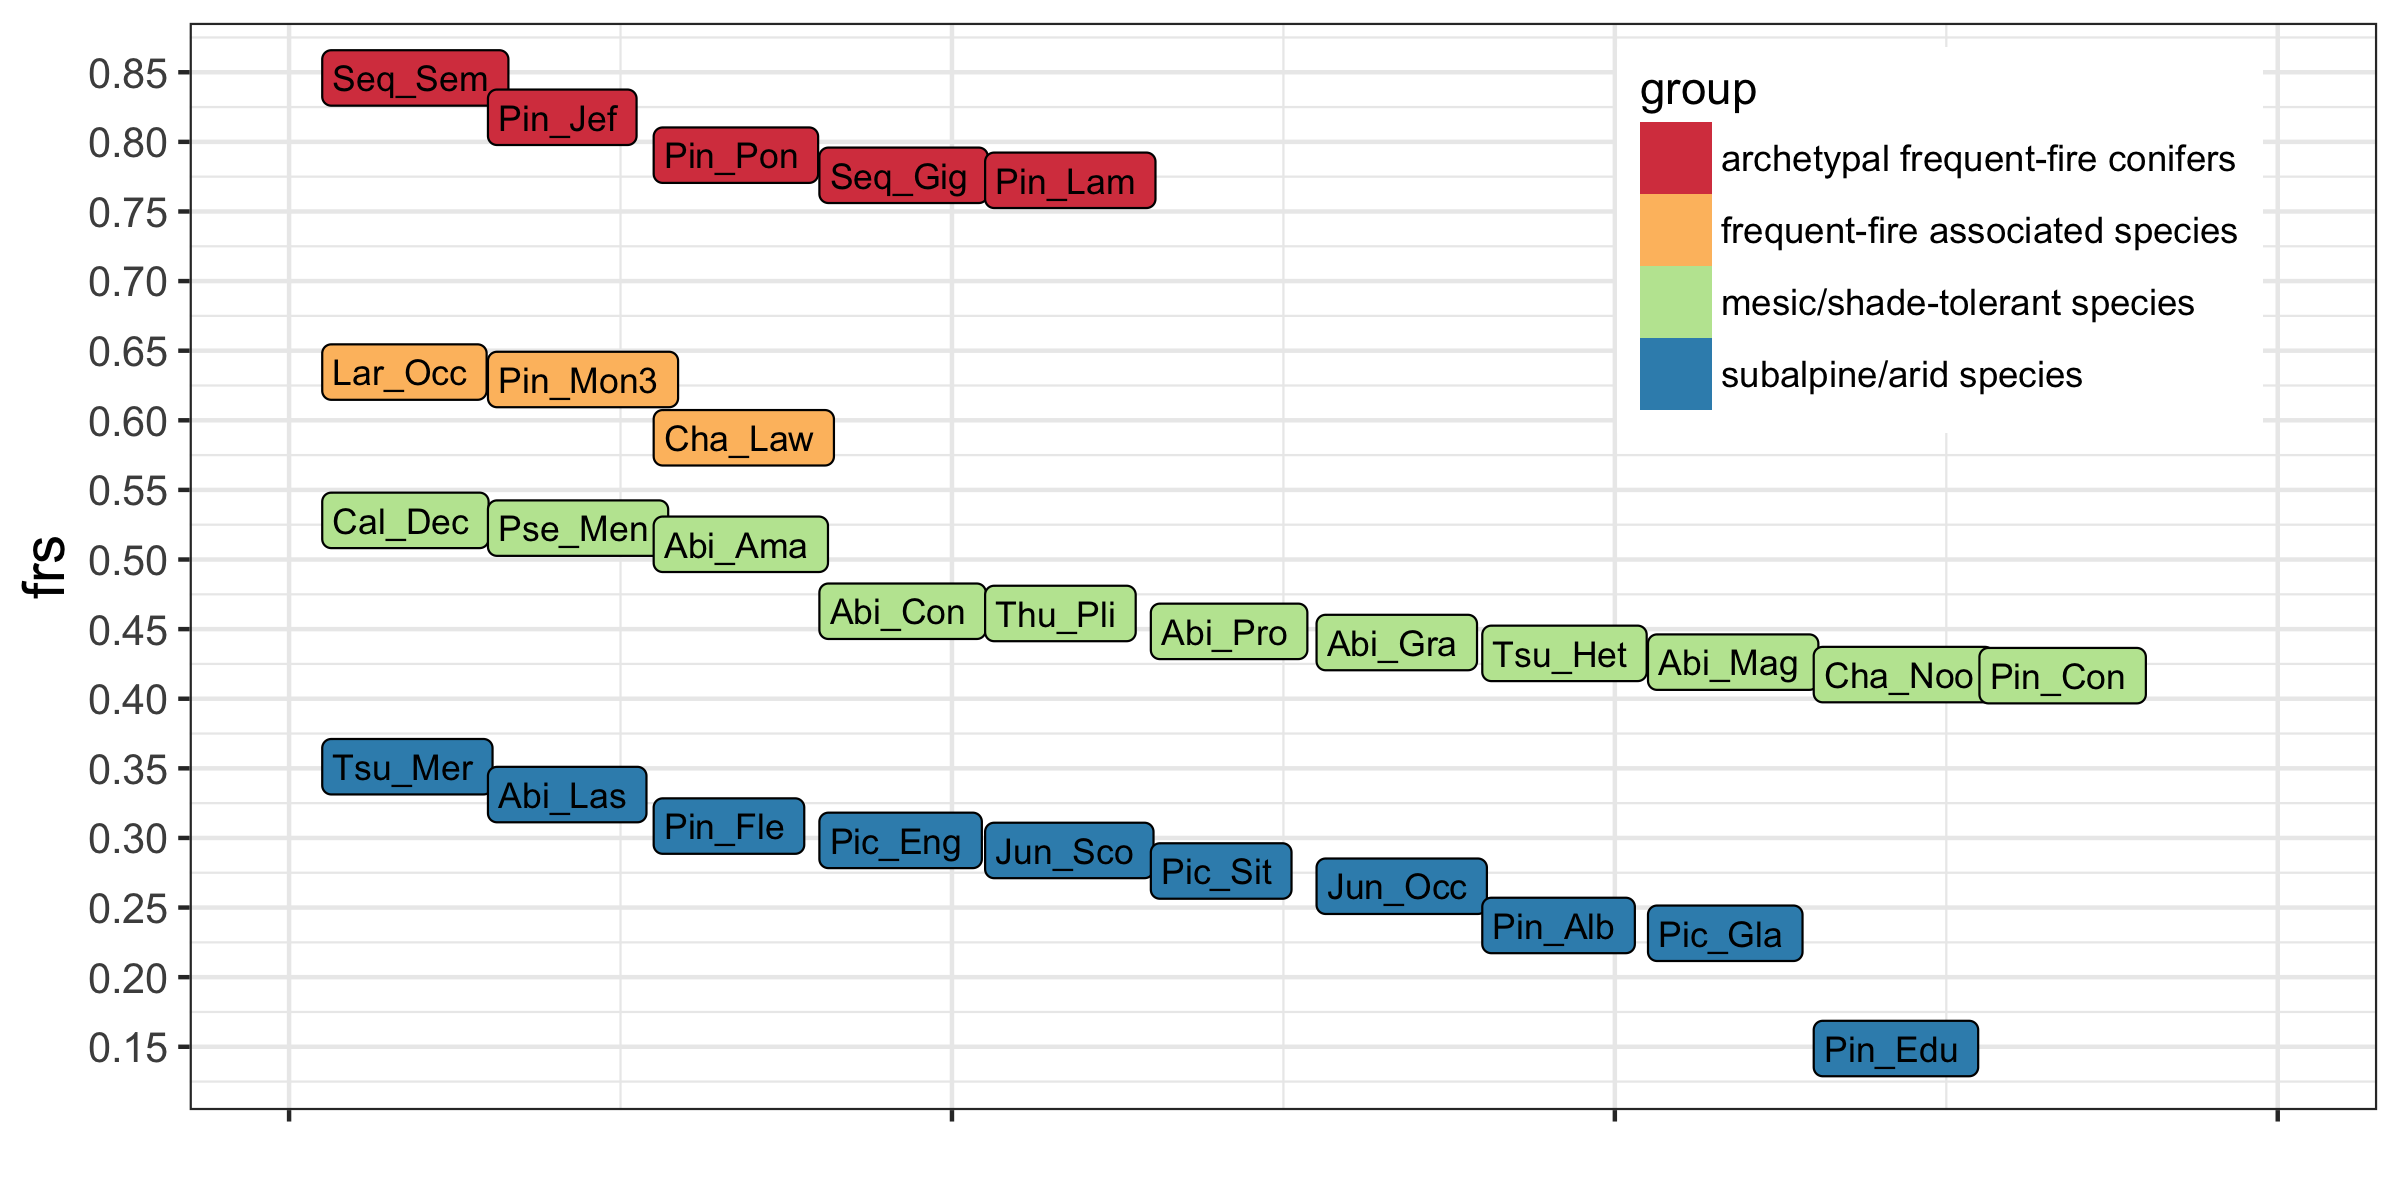 group
archetypal frequent-fire conifers
frequent-fire associated species
mesic/shade-tolerant species
subalpine/arid species
frs
0.85
0.80
0.75
0.70
0.65
0.60
0.55
0.50
0.45
0.40
0.35
0.30
0.25
0.20
0.15
Seq_Sem
Pin_Jef
Pin_Pon
Seq_Gig
Pin_Lam
Lar_Occ
Pin_Mon3
Cha_Law
Cal_Dec
Pse_Men
Abi_Ama
Abi_Con
Thu_Pli
Abi_Pro
Abi_Gra
Tsu_Het
Abi_Mag
Cha_Noo
Pin_Con
Tsu_Mer
Abi_Las
Pin_Fle
Pic_Eng
Jun_Sco
Pic_Sit
Jun_Occ
Pin_Alb
Pic_Gla
Pin_Edu